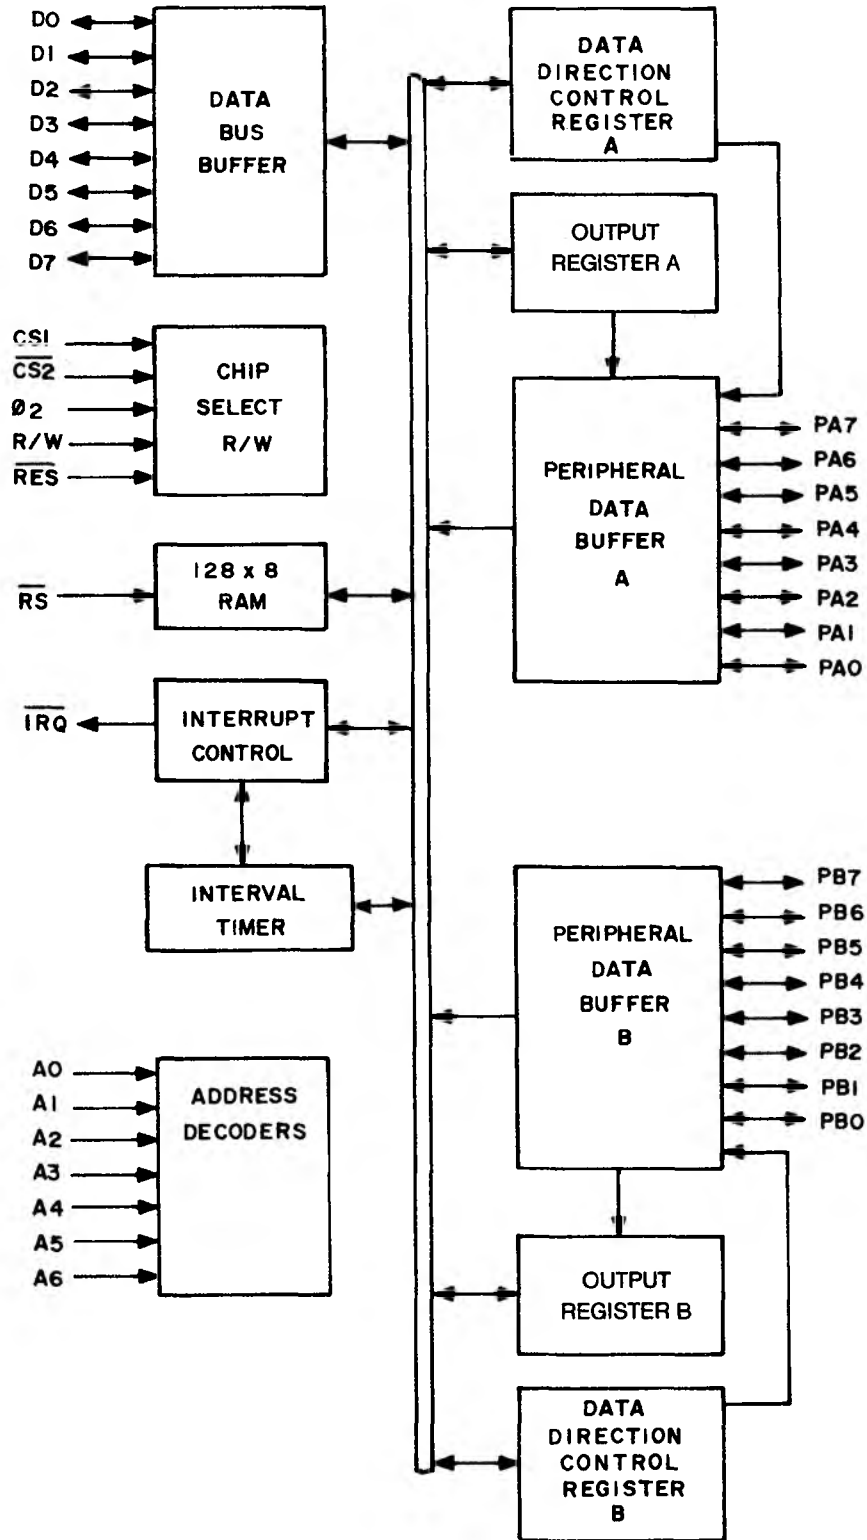 D0
D1
D2
D3
D4
D5
D6
D7
DATA
BUS
BUFFER
CS1
CS2
Ø2
R/W
RES
CHIP
SELECT
R/W
RS
128 x 8
RAM
IRQ
INTERRUPT
CONTROL
INTERVAL
TIMER
A0
A1
A2
A3
A4
A5
A6
ADDRESS
DECODERS
DATA
DIRECTION
CONTROL
REGISTER
A
OUTPUT
REGISTER A
PERIPHERAL
DATA
BUFFER
A
PA7
PA6
PA5
PA4
PA3
PA2
PA1
PA0
PERIPHERAL
DATA
BUFFER
B
PB7
PB6
PB5
PB4
PB3
PB2
PB1
PB0
OUTPUT
REGISTER B
DATA
DIRECTION
CONTROL
REGISTER
B